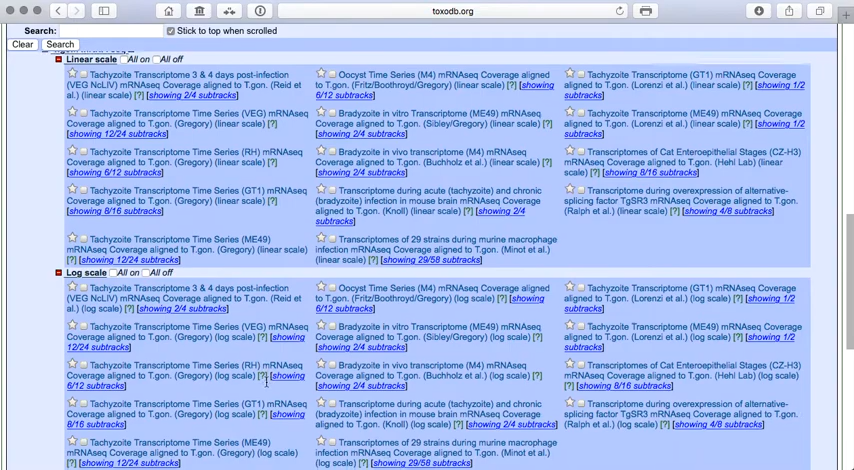 toxodb.org
Search: Stick to top when scrolled
Clear Search
Linear scale All on All off
Tachyzoite Transcriptome 3 & 4 days post-infection
(VEG NcLIV) mRNAseq Coverage aligned to T.gon. (Reid et
al.) (linear scale) [?] [showing 2/4 subtracks]
Oocyst Time Series (M4) mRNAseq Coverage aligned
to T.gon. (Fritz/Boothroyd/Gregory) (linear scale) [?] [showing
6/12 subtracks]
Tachyzoite Transcriptome (GT1) mRNAseq Coverage
aligned to T.gon. (Lorenzi et al.) (linear scale) [?] [showing 1/2
subtracks]
Tachyzoite Transcriptome Time Series (VEG) mRNAseq
Coverage aligned to T.gon. (Gregory) (linear scale) [?]
[showing 12/24 subtracks]
Bradyzoite in vitro Transcriptome (ME49) mRNAseq
Coverage aligned to T.gon. (Sibley/Gregory) (linear scale) [?]
[showing 2/4 subtracks]
Tachyzoite Transcriptome (ME49) mRNAseq Coverage
aligned to T.gon. (Lorenzi et al.) (linear scale) [?] [showing 1/2
subtracks]
Tachyzoite Transcriptome Time Series (RH) mRNAseq
Coverage aligned to T.gon. (Gregory) (linear scale) [?]
[showing 6/12 subtracks]
Bradyzoite in vivo transcriptome (M4) mRNAseq
Coverage aligned to T.gon. (Buchholz et al.) (linear scale) [?]
[showing 2/4 subtracks]
Transcriptomes of Cat Enteroepithelial Stages (CZ-H3)
mRNAseq Coverage aligned to T.gon. (Hehl Lab) (linear
scale) [?] [showing 8/16 subtracks]
Tachyzoite Transcriptome Time Series (GT1) mRNAseq
Coverage aligned to T.gon. (Gregory) (linear scale) [?]
[showing 8/16 subtracks]
Transcriptome during acute (tachyzoite) and chronic
(bradyzoite) infection in mouse brain mRNAseq Coverage
aligned to T.gon. (Knoll) (linear scale) [?] [showing 2/4
subtracks]
Transcriptome during overexpression of alternative-
splicing factor TgSR3 mRNAseq Coverage aligned to T.gon.
(Ralph et al.) (linear scale) [?] [showing 4/8 subtracks]
Tachyzoite Transcriptome Time Series (ME49)
mRNAseq Coverage aligned to T.gon. (Gregory) (linear scale)
[?] [showing 12/24 subtracks]
Transcriptomes of 29 strains during murine macrophage
infection mRNAseq Coverage aligned to T.gon. (Minot et al.)
(linear scale) [?] [showing 29/58 subtracks]
Log scale All on All off
Tachyzoite Transcriptome 3 & 4 days post-infection
(VEG NcLIV) mRNAseq Coverage aligned to T.gon. (Reid et
al.) (log scale) [?] [showing 2/4 subtracks]
Oocyst Time Series (M4) mRNAseq Coverage aligned
to T.gon. (Fritz/Boothroyd/Gregory) (log scale) [?] [showing
6/12 subtracks]
Tachyzoite Transcriptome (GT1) mRNAseq Coverage
aligned to T.gon. (Lorenzi et al.) (log scale) [?] [showing 1/2
subtracks]
Tachyzoite Transcriptome Time Series (VEG) mRNAseq
Coverage aligned to T.gon. (Gregory) (log scale) [?] [showing
12/24 subtracks]
Bradyzoite in vitro Transcriptome (ME49) mRNAseq
Coverage aligned to T.gon. (Sibley/Gregory) (log scale) [?]
[showing 2/4 subtracks]
Tachyzoite Transcriptome (ME49) mRNAseq Coverage
aligned to T.gon. (Lorenzi et al.) (log scale) [?] [showing 1/2
subtracks]
Tachyzoite Transcriptome Time Series (RH) mRNAseq
Coverage aligned to T.gon. (Gregory) (log scale) [?] [showing
6/12 subtracks]
Bradyzoite in vivo transcriptome (M4) mRNAseq
Coverage aligned to T.gon. (Buchholz et al.) (log scale) [?]
[showing 2/4 subtracks]
Transcriptomes of Cat Enteroepithelial Stages (CZ-H3)
mRNAseq Coverage aligned to T.gon. (Hehl Lab) (log scale)
[?] [showing 8/16 subtracks]
Tachyzoite Transcriptome Time Series (GT1) mRNAseq
Coverage aligned to T.gon. (Gregory) (log scale) [?] [showing
8/16 subtracks]
Transcriptome during acute (tachyzoite) and chronic
(bradyzoite) infection in mouse brain mRNAseq Coverage
aligned to T.gon. (Knoll) (log scale) [?] [showing 2/4 subtracks]
Transcriptome during overexpression of alternative-
splicing factor TgSR3 mRNAseq Coverage aligned to T.gon.
(Ralph et al.) (log scale) [?] [showing 4/8 subtracks]
Tachyzoite Transcriptome Time Series (ME49)
mRNAseq Coverage aligned to T.gon. (Gregory) (log scale)
[?] [showing 12/24 subtracks]
Transcriptomes of 29 strains during murine macrophage
infection mRNAseq Coverage aligned to T.gon. (Minot et al.)
(log scale) [?] [showing 29/58 subtracks]